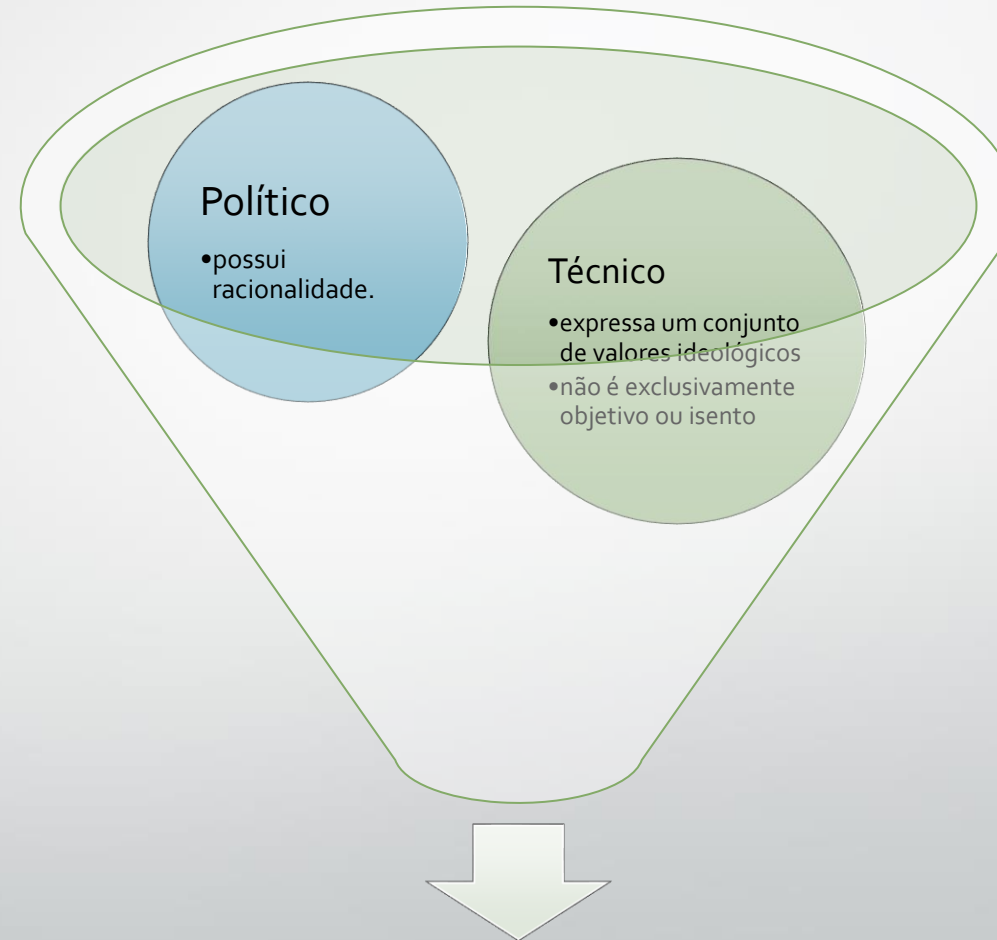 Político
•possui
racionalidade.
Técnico
•expressa um conjunto
de valores ideológicos
•não é exclusivamente
objetivo ou isento